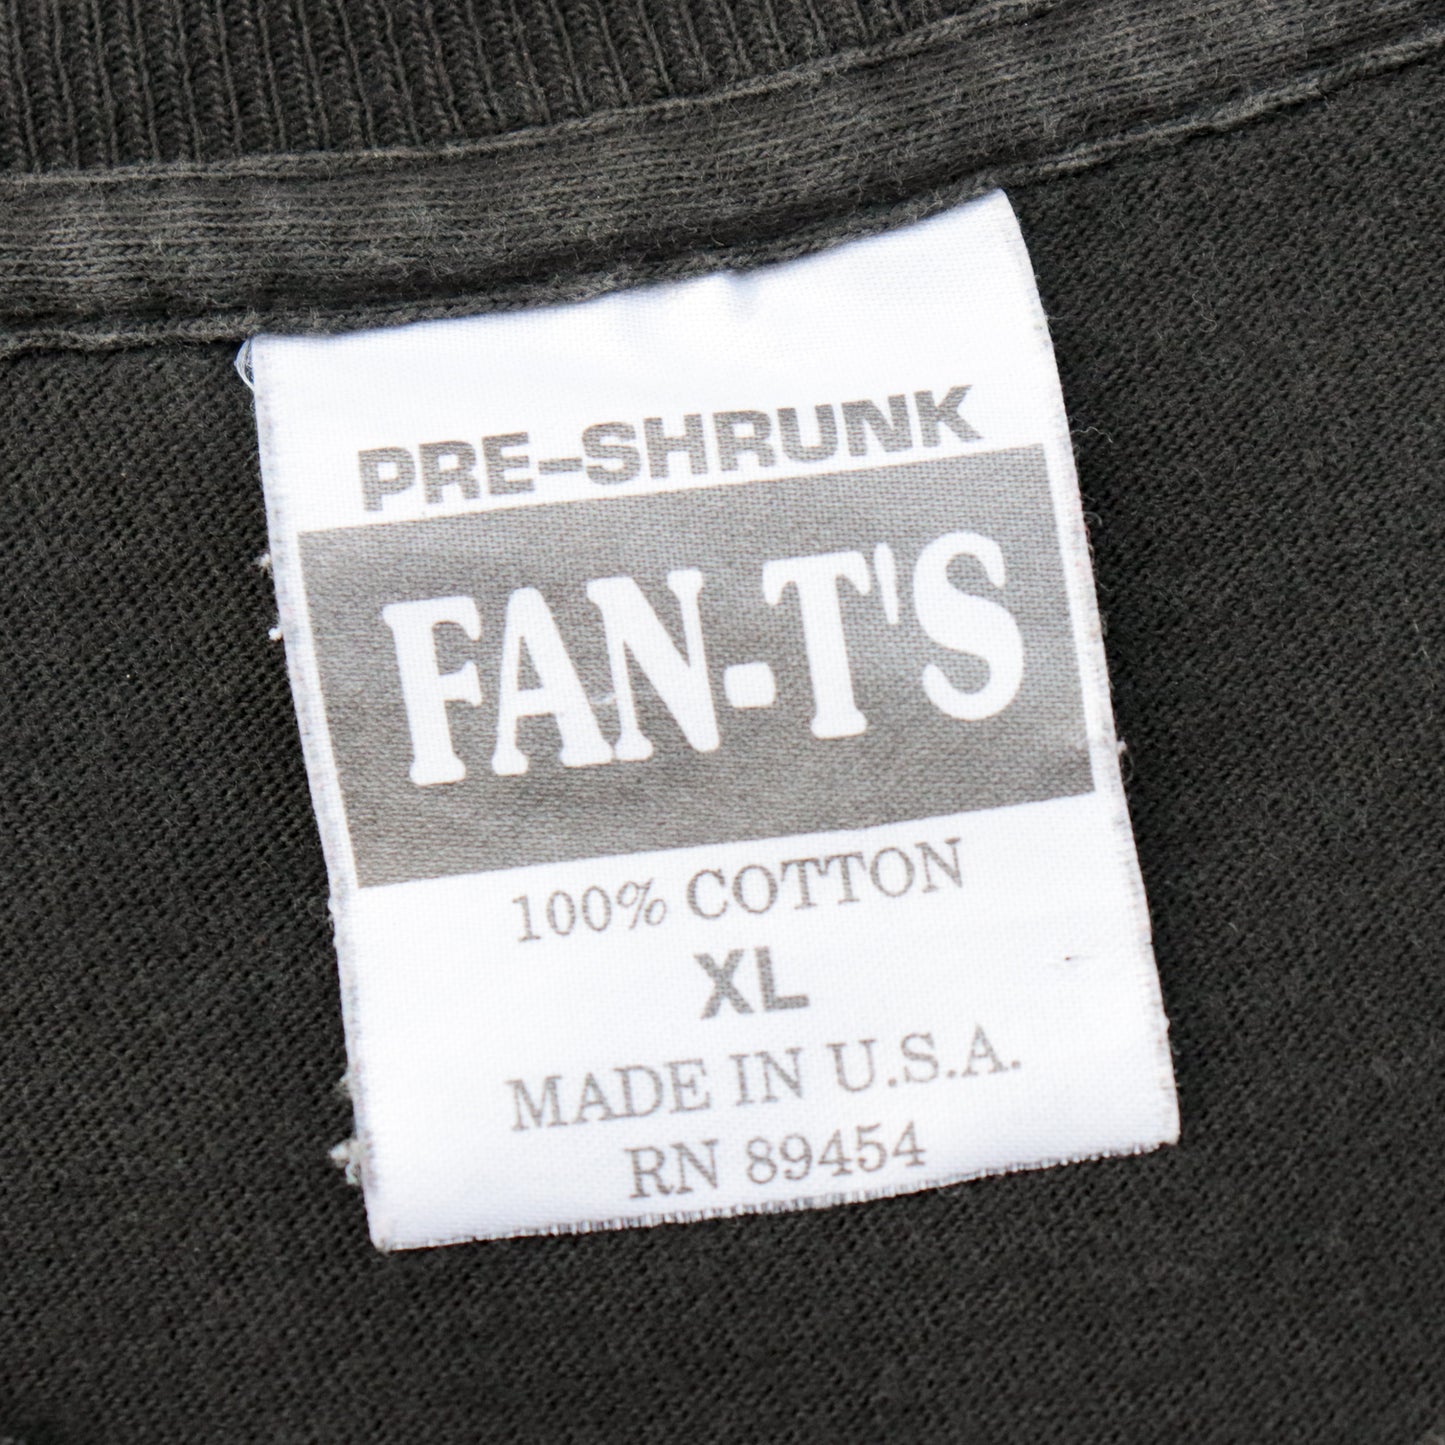 PRE-SHRUNK
FAN-T'S
100% COTTON
XL
MADE IN U.S.A.
RN 89454